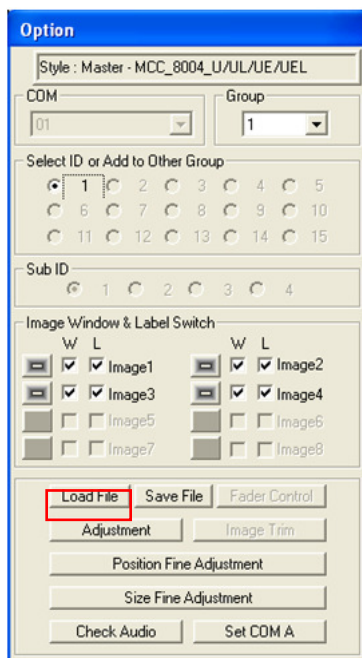 Option
Style : Master - MCC_8004_U/UL/UE/UEL
COM
Group
01
1
Select ID or Add to Other Group
1 2 3 4 5
6 7 8 9 10
11 12 13 14 15
Sub ID
1 2 3 4
Image Window & Label Switch
W L W L
Image1 Image2
Image3 Image4
Image5 Image6
Image7 Image8
Load File Save File Fader Control
Adjustment Image Trim
Position Fine Adjustment
Size Fine Adjustment
Check Audio Set COM A